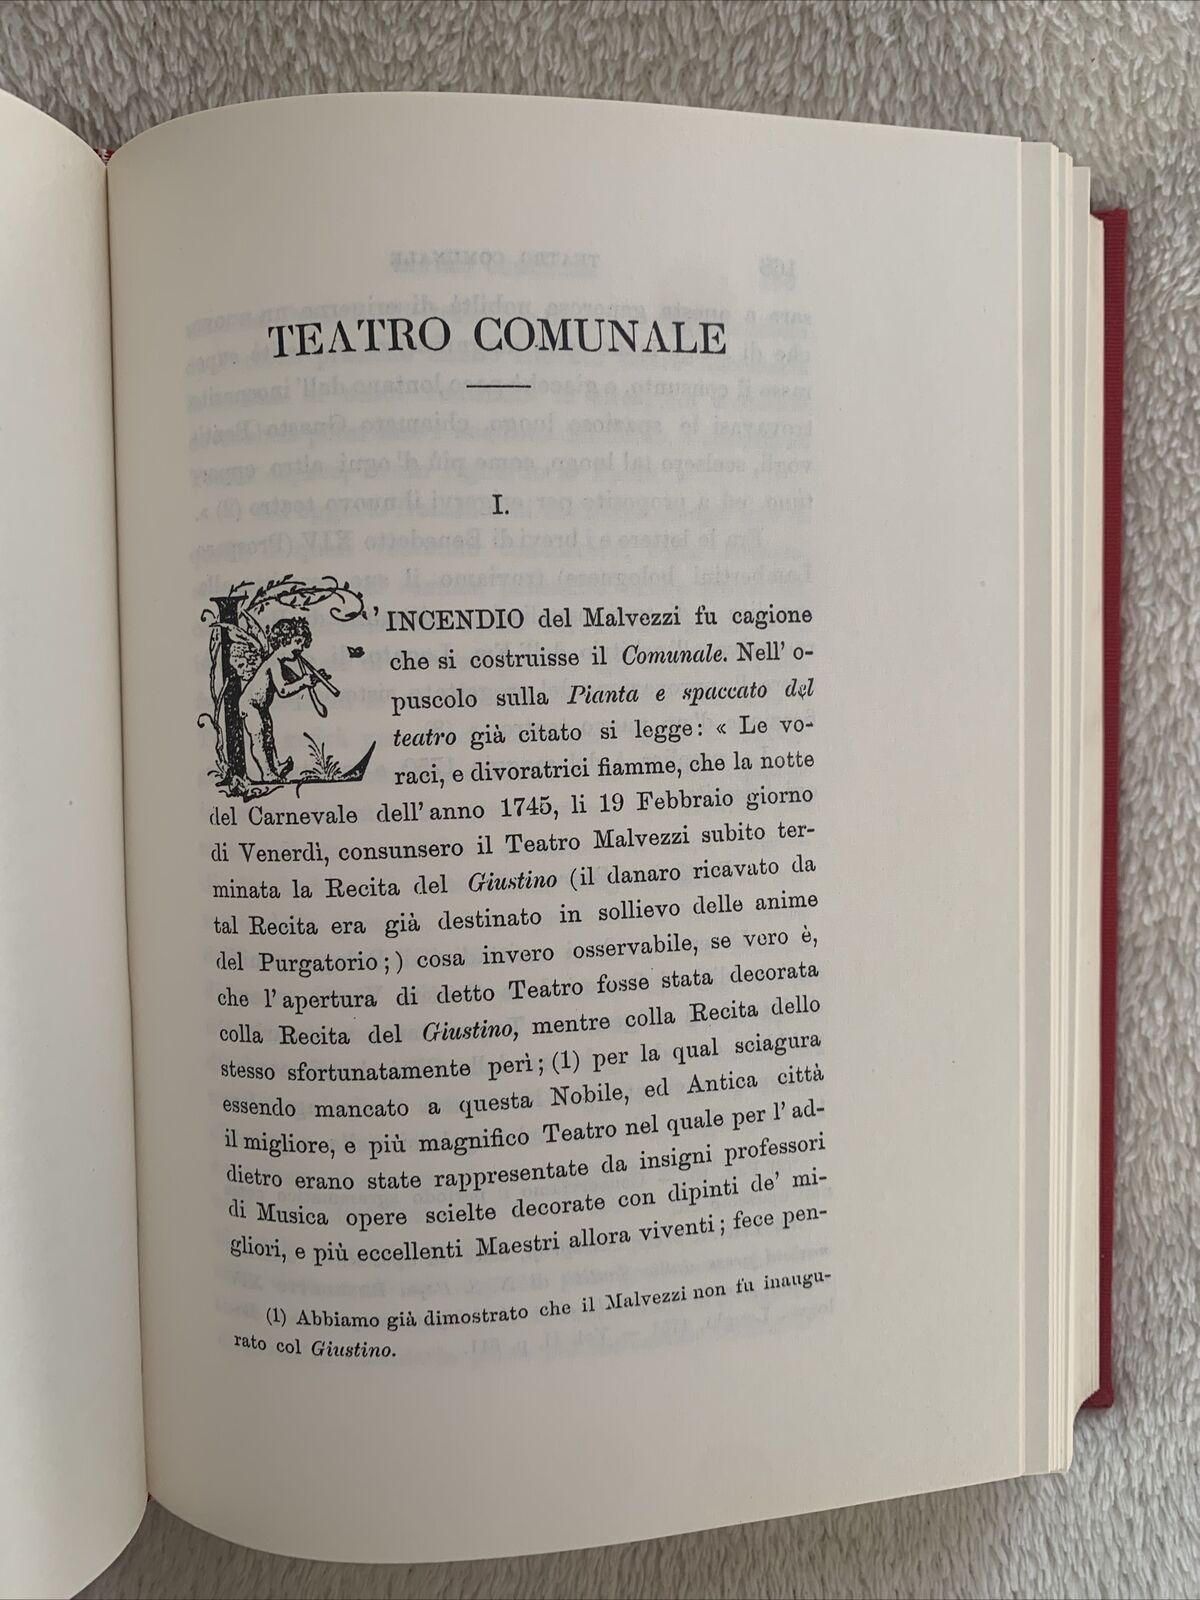 TEATRO COMUNALE
I.
L'INCENDIO del Malvezzi fu cagione
che si costruisse il Comunale. Nell' o-
puscolo sulla Pianta e spaccato del
teatro già citato si legge: « Le vo-
raci, e divoratrici fiamme, che la notte
del Carnevale dell' anno 1745, li 19 Febbraio giorno
di Venerdì, consunsero il Teatro Malvezzi subito ter-
minata la Recita del Giustino (il danaro ricavato da
tal Recita era già destinato in sollievo delle anime
del Purgatorio ;) cosa invero osservabile, se vero è,
che l' apertura di detto Teatro fosse stata decorata
colla Recita del Giustino, mentre colla Recita dello
stesso sfortunatamente perì ; (1) per la qual sciagura
essendo mancato a questa Nobile, ed Antica città
il migliore, e più magnifico Teatro nel quale per l' ad-
dietro erano state rappresentate da insigni professori
di Musica opere scielte decorate con dipinti de' mi-
gliori, e più eccellenti Maestri allora viventi ; fece pen-
(1) Abbiamo già dimostrato che il Malvezzi non fu inaugu-
rato col Giustino.